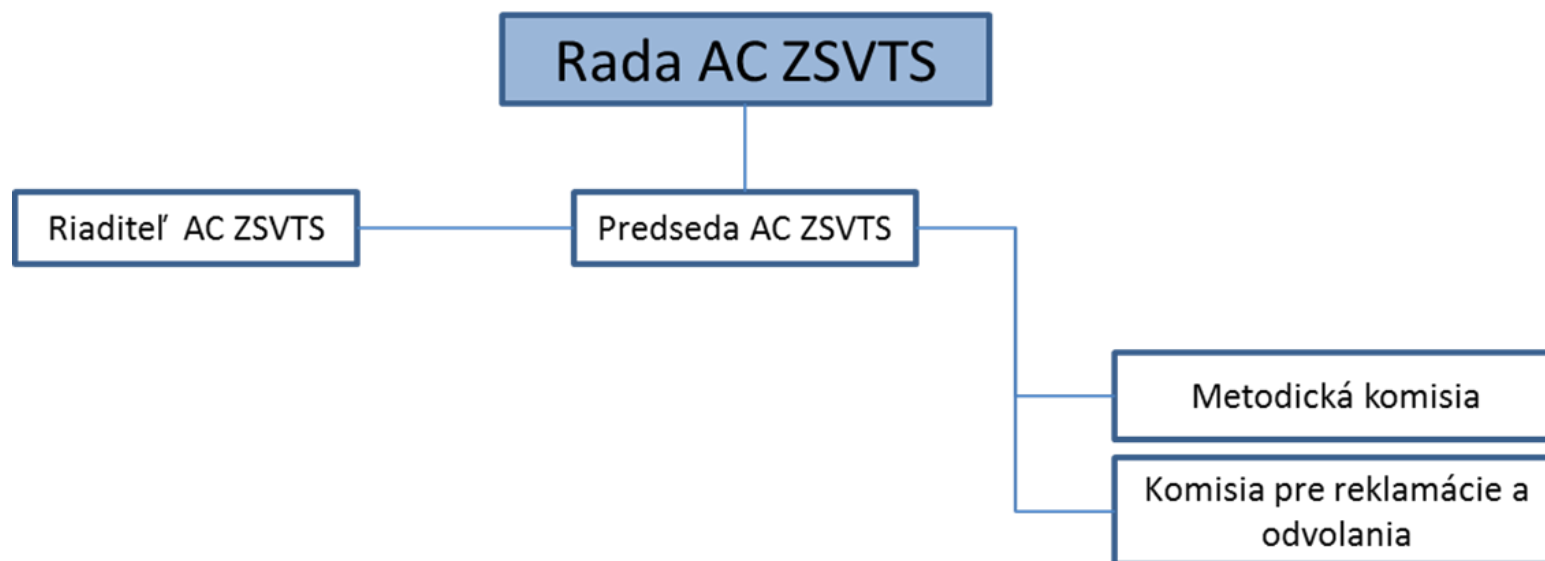 Rada AC ZSVTS
Riaditeľ AC ZSVTS
Predseda AC ZSVTS
Metodická komisia
Komisia pre reklamácie a
odvolania